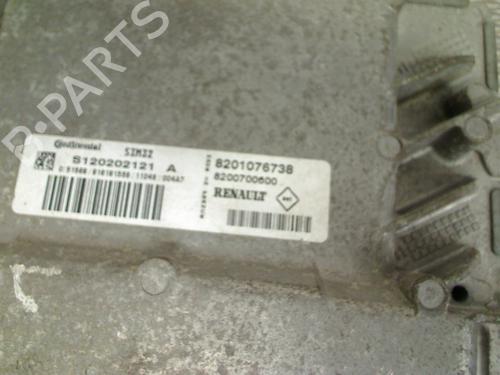 Continental SIM32
S120202121 A
8201076738
8200700600
RENAULT
B-PARTS